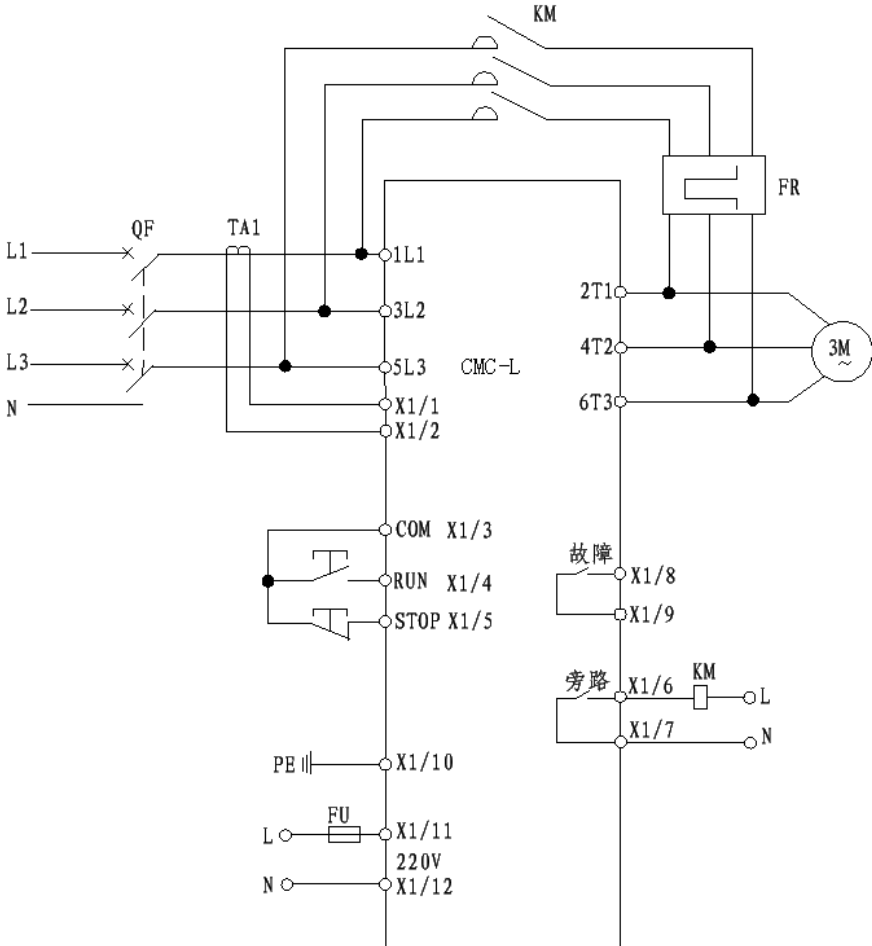 KM
FR
QF
TA1
L1
1L1
2T1
L2
3L2
4T2
3M
~
L3
5L3
CMC-L
6T3
N
X1/1
X1/2
COM X1/3
RUN X1/4
STOP X1/5
故障
X1/8
X1/9
旁路
X1/6
KM
L
X1/7
N
PE
X1/10
FU
L
X1/11
220V
N
X1/12